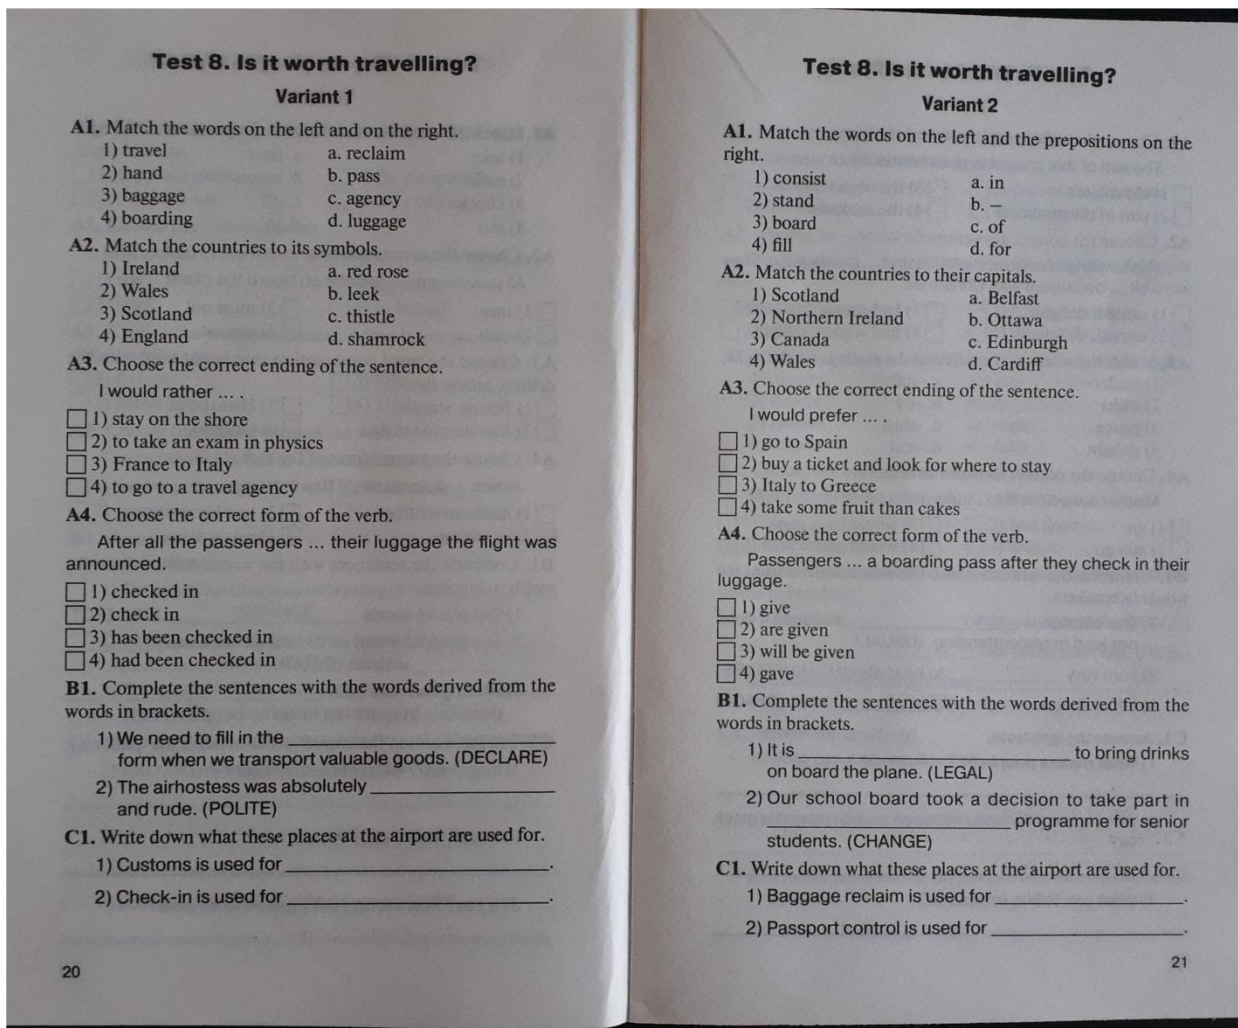 Test 8. Is it worth travelling?
Variant 1
A1. Match the words on the left and on the right.
1) travel a. reclaim
2) hand b. pass
3) baggage c. agency
4) boarding d. luggage
A2. Match the countries to its symbols.
1) Ireland a. red rose
2) Wales b. leek
3) Scotland c. thistle
4) England d. shamrock
A3. Choose the correct ending of the sentence.
I would rather ... .
1) stay on the shore
2) to take an exam in physics
3) France to Italy
4) to go to a travel agency
A4. Choose the correct form of the verb.
After all the passengers ... their luggage the flight was
announced.
1) checked in
2) check in
3) has been checked in
4) had been checked in
B1. Complete the sentences with the words derived from the
words in brackets.
1) We need to fill in the ____________________
form when we transport valuable goods. (DECLARE)
2) The airhostess was absolutely ____________________
and rude. (POLITE)
C1. Write down what these places at the airport are used for.
1) Customs is used for ____________________.
2) Check-in is used for ____________________.
20
Test 8. Is it worth travelling?
Variant 2
A1. Match the words on the left and the prepositions on the
right.
1) consist a. in
2) stand b. –
3) board c. of
4) fill d. for
A2. Match the countries to their capitals.
1) Scotland a. Belfast
2) Northern Ireland b. Ottawa
3) Canada c. Edinburgh
4) Wales d. Cardiff
A3. Choose the correct ending of the sentence.
I would prefer ... .
1) go to Spain
2) buy a ticket and look for where to stay
3) Italy to Greece
4) take some fruit than cakes
A4. Choose the correct form of the verb.
Passengers ... a boarding pass after they check in their
luggage.
1) give
2) are given
3) will be given
4) gave
B1. Complete the sentences with the words derived from the
words in brackets.
1) It is ____________________ to bring drinks
on board the plane. (LEGAL)
2) Our school board took a decision to take part in
____________________ programme for senior
students. (CHANGE)
C1. Write down what these places at the airport are used for.
1) Baggage reclaim is used for ____________________.
2) Passport control is used for ____________________.
21